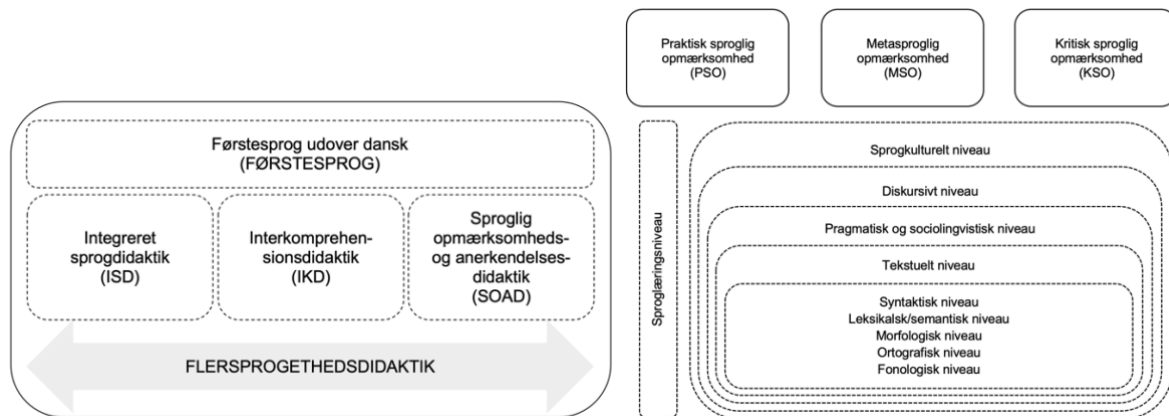 Førstesprog udover dansk
(FØRSTESPROG)
Integreret
sprogdidaktik
(ISD)
Interkomprehen-
sionsdidaktik
(IKD)
Sproglig
opmærksomheds-
og anerkendelses-
didaktik
(SOAD)
FLERSPROGETHEDSDIDAKTIK
Praktisk sproglig
opmærksomhed
(PSO)
Metasproglig
opmærksomhed
(MSO)
Kritisk sproglig
opmærksomhed
(KSO)
Sproglæringsniveau
Sprogkulturelt niveau
Diskursivt niveau
Pragmatisk og sociolingvistisk niveau
Tekstuelt niveau
Syntaktisk niveau
Leksikalsk/semantisk niveau
Morfologisk niveau
Ortografisk niveau
Fonologisk niveau